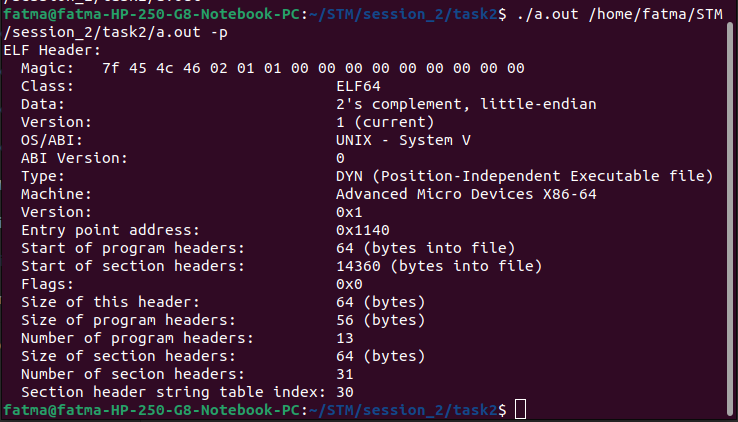 fatma@fatma-HP-250-G8-Notebook-PC:~/STM/session_2/task2$ ./a.out /home/fatma/STM
/session_2/task2/a.out -p
ELF Header:
  Magic:   7f 45 4c 46 02 01 01 00 00 00 00 00 00 00 00 00
  Class:                             ELF64
  Data:                              2's complement, little-endian
  Version:                           1 (current)
  OS/ABI:                            UNIX - System V
  ABI Version:                       0
  Type:                              DYN (Position-Independent Executable file)
  Machine:                           Advanced Micro Devices X86-64
  Version:                           0x1
  Entry point address:               0x1140
  Start of program headers:          64 (bytes into file)
  Start of section headers:          14360 (bytes into file)
  Flags:                             0x0
  Size of this header:               64 (bytes)
  Size of program headers:           56 (bytes)
  Number of program headers:         13
  Size of section headers:           64 (bytes)
  Number of secion headers:          31
  Section header string table index: 30
fatma@fatma-HP-250-G8-Notebook-PC:~/STM/session_2/task2$